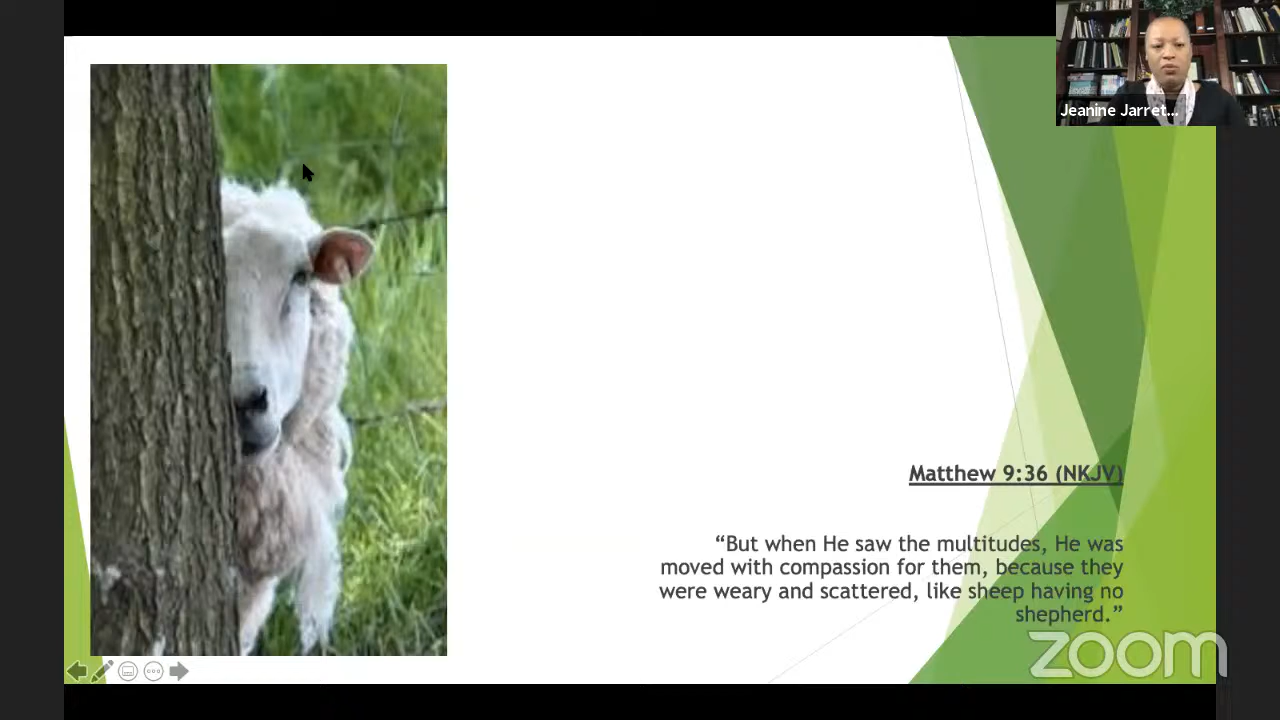 Jeanine Jarret...
Matthew 9:36 (NKJV)
“But when He saw the multitudes, He was
moved with compassion for them, because they
were weary and scattered, like sheep having no
shepherd.”
zoom